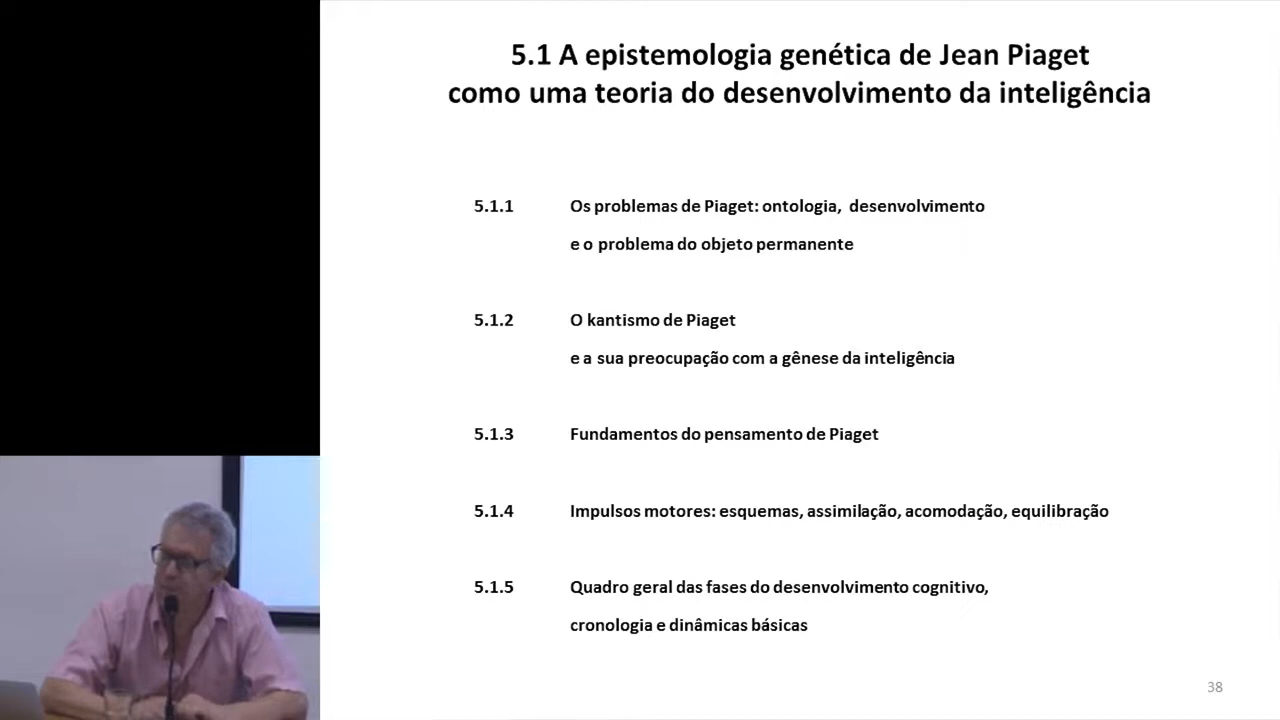 5.1 A epistemologia genética de Jean Piaget
como uma teoria do desenvolvimento da inteligência
5.1.1 Os problemas de Piaget: ontologia, desenvolvimento
e o problema do objeto permanente
5.1.2 O kantismo de Piaget
e a sua preocupação com a gênese da inteligência
5.1.3 Fundamentos do pensamento de Piaget
5.1.4 Impulsos motores: esquemas, assimilação, acomodação, equilibração
5.1.5 Quadro geral das fases do desenvolvimento cognitivo,
cronologia e dinâmicas básicas
38